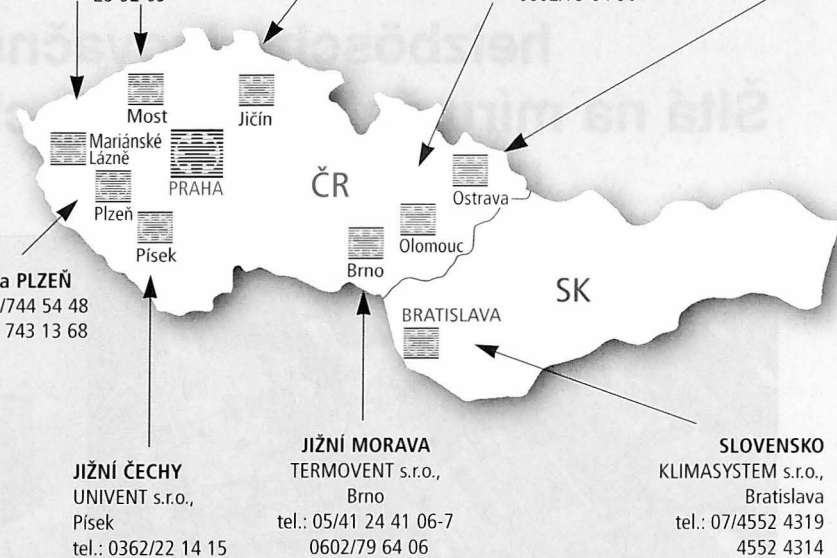 Most
Jičín
Mariánské
Lázně
PRAHA
ČR
Ostrava
Plzeň
Olomouc
Písek
Brno
SK
BRATISLAVA
a PLZEŇ
/744 54 48
743 13 68
JIŽNÍ ČECHY
UNIVENT s.r.o.,
Písek
tel.: 0362/22 14 15
JIŽNÍ MORAVA
TERMOVENT s.r.o.,
Brno
tel.: 05/41 24 41 06-7
0602/79 64 06
SLOVENSKO
KLIMASYSTEM s.r.o.,
Bratislava
tel.: 07/4552 4319
4552 4314